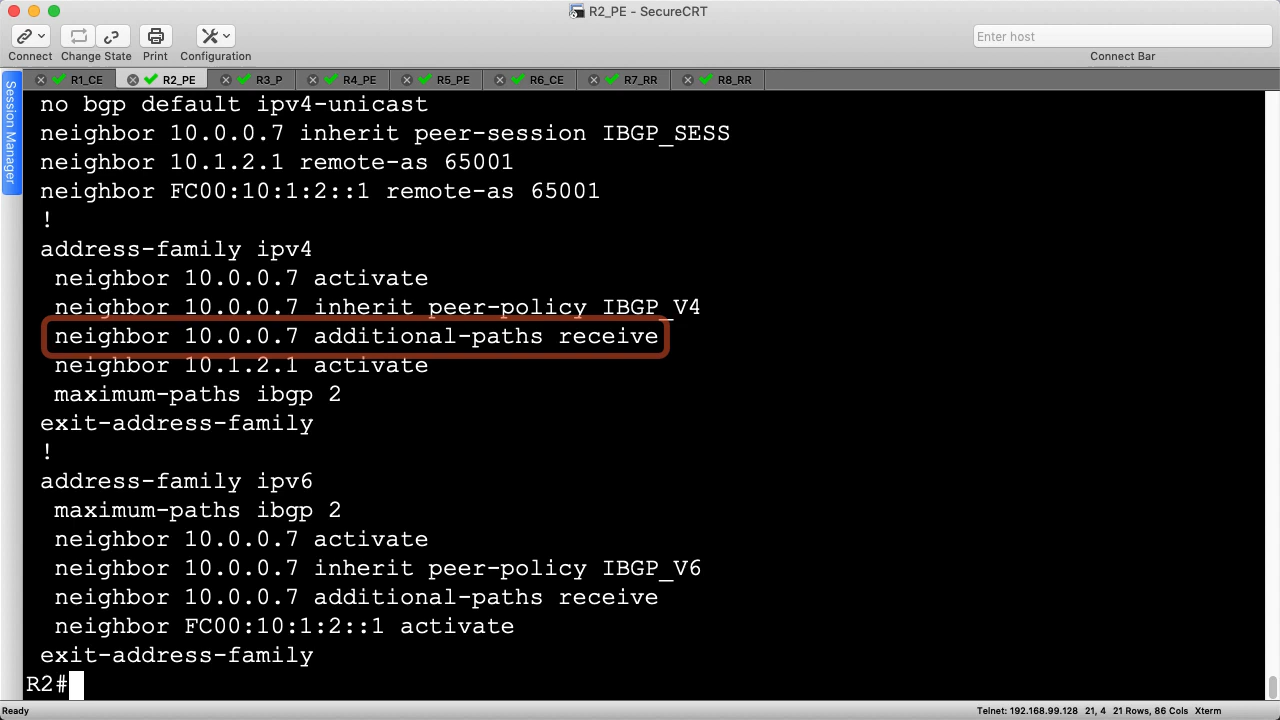 R2_PE - SecureCRT
Enter host
Connect Change State Print Configuration Connect Bar
R1_CE R2_PE R3_P R4_PE R5_PE R6_CE R7_RR R8_RR
Session Manager
no bgp default ipv4-unicast
neighbor 10.0.0.7 inherit peer-session IBGP_SESS
neighbor 10.1.2.1 remote-as 65001
neighbor FC00:10:1:2::1 remote-as 65001
!
address-family ipv4
neighbor 10.0.0.7 activate
neighbor 10.0.0.7 inherit peer-policy IBGP_V4
neighbor 10.0.0.7 additional-paths receive
neighbor 10.1.2.1 activate
maximum-paths ibgp 2
exit-address-family
!
address-family ipv6
maximum-paths ibgp 2
neighbor 10.0.0.7 activate
neighbor 10.0.0.7 inherit peer-policy IBGP_V6
neighbor 10.0.0.7 additional-paths receive
neighbor FC00:10:1:2::1 activate
exit-address-family
R2#
Ready Telnet: 192.168.99.128 21, 4 21 Rows, 86 Cols Xterm